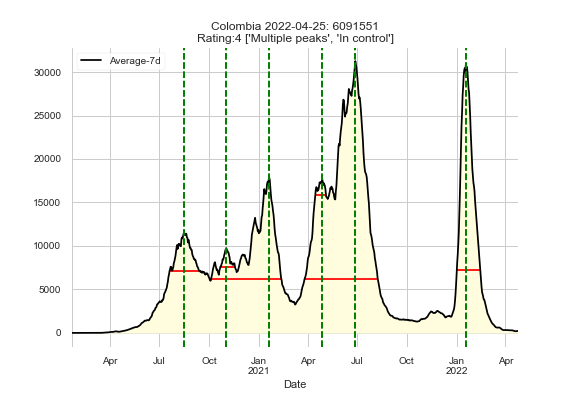 Colombia 2022-04-25: 6091551
Rating:4 ['Multiple peaks', 'In control']
Average-7d
30000
25000
20000
15000
10000
5000
0
Apr Jul Oct Jan Apr Jul Oct Jan Apr
2021 2022
Date